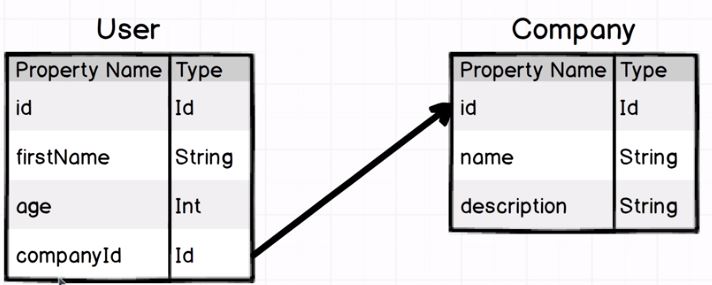 User
Property Name Type
id Id
firstName String
age Int
companyId Id
Company
Property Name Type
id Id
name String
description String